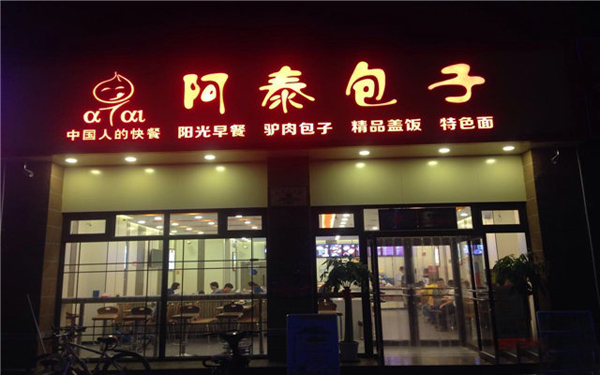 阿泰包子
αTαι
中国人的快餐 阳光早餐 驴肉包子 精品盖饭 特色面